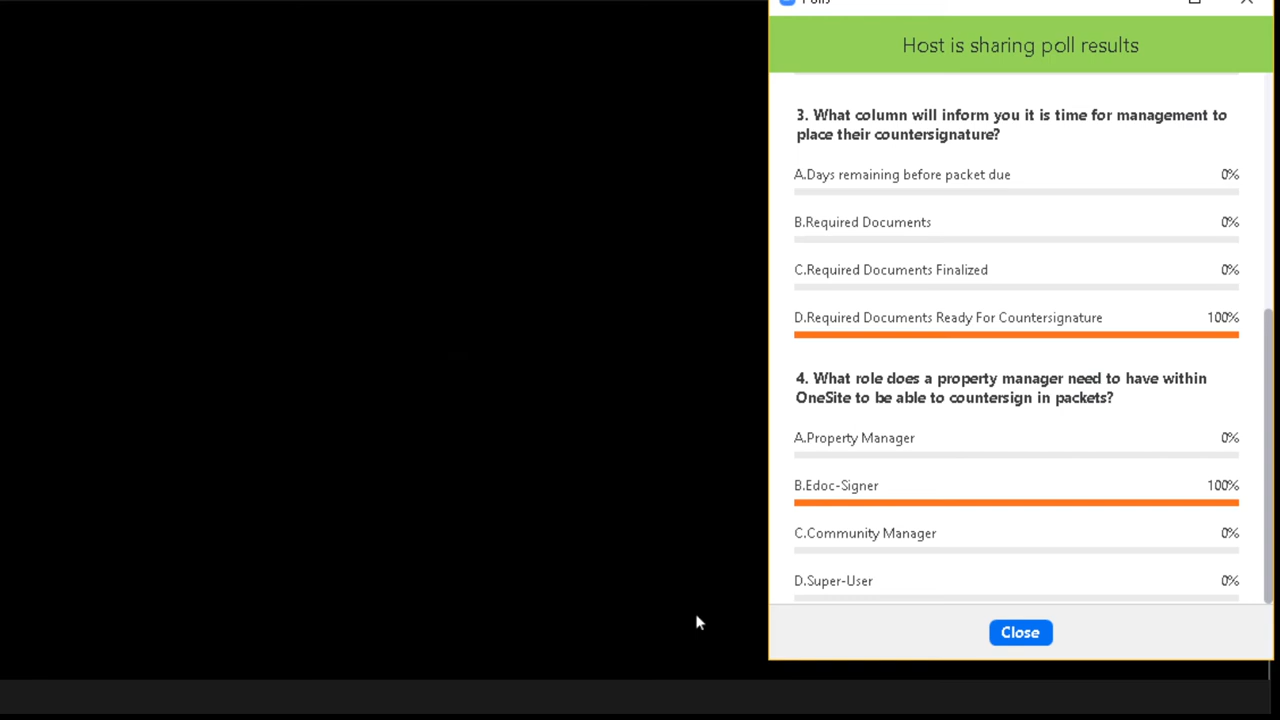 Polls
Host is sharing poll results
3. What column will inform you it is time for management to
place their countersignature?
A.Days remaining before packet due 0%
B.Required Documents 0%
C.Required Documents Finalized 0%
D.Required Documents Ready For Countersignature 100%
4. What role does a property manager need to have within
OneSite to be able to countersign in packets?
A.Property Manager 0%
B.Edoc-Signer 100%
C.Community Manager 0%
D.Super-User 0%
Close